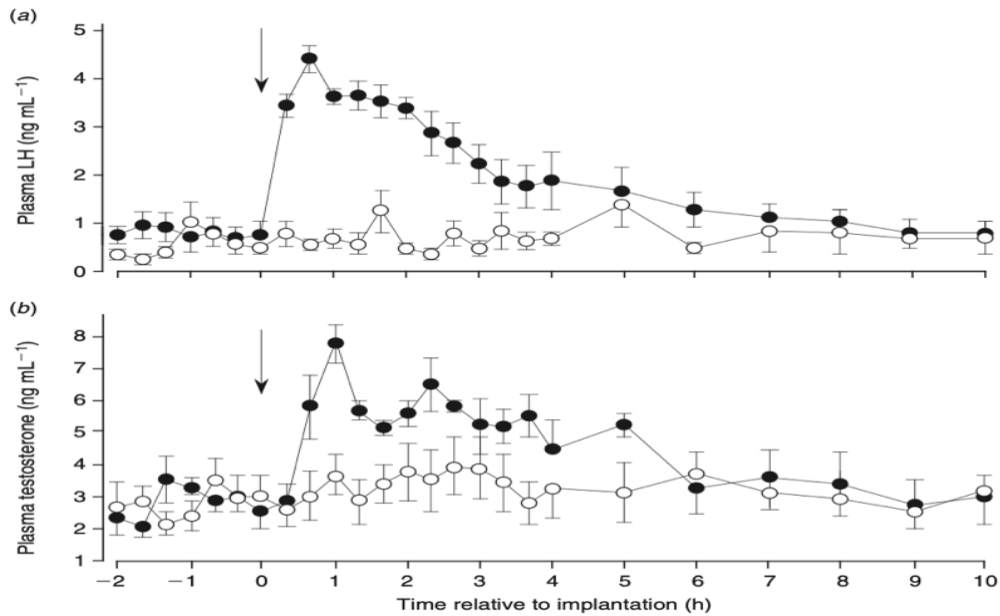 (a)
Plasma LH (ng mL⁻¹)
5
4
3
2
1
0
(b)
Plasma testosterone (ng mL⁻¹)
8
7
6
5
4
3
2
1
−2 −1 0 1 2 3 4 5 6 7 8 9 10
Time relative to implantation (h)